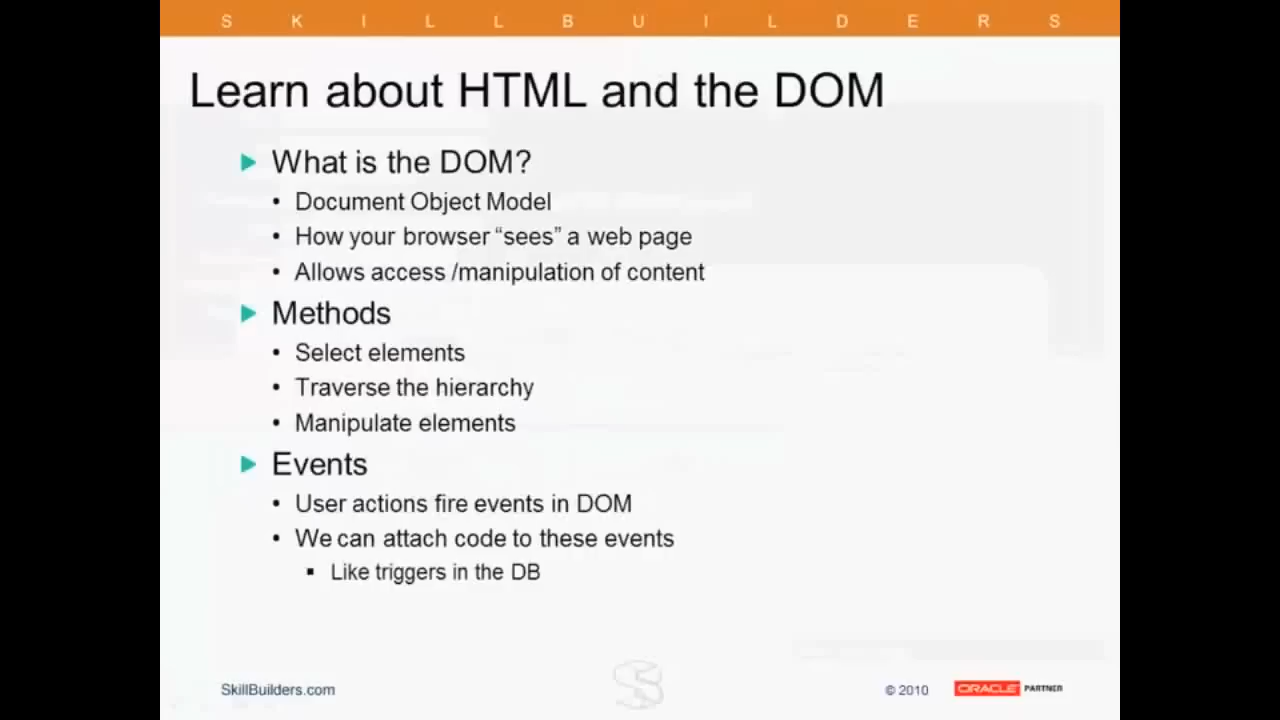 SKILLBUILDERS
Learn about HTML and the DOM
What is the DOM?
• Document Object Model
• How your browser “sees” a web page
• Allows access /manipulation of content
Methods
• Select elements
• Traverse the hierarchy
• Manipulate elements
Events
• User actions fire events in DOM
• We can attach code to these events
▪ Like triggers in the DB
SkillBuilders.com
© 2010
ORACLE PARTNER